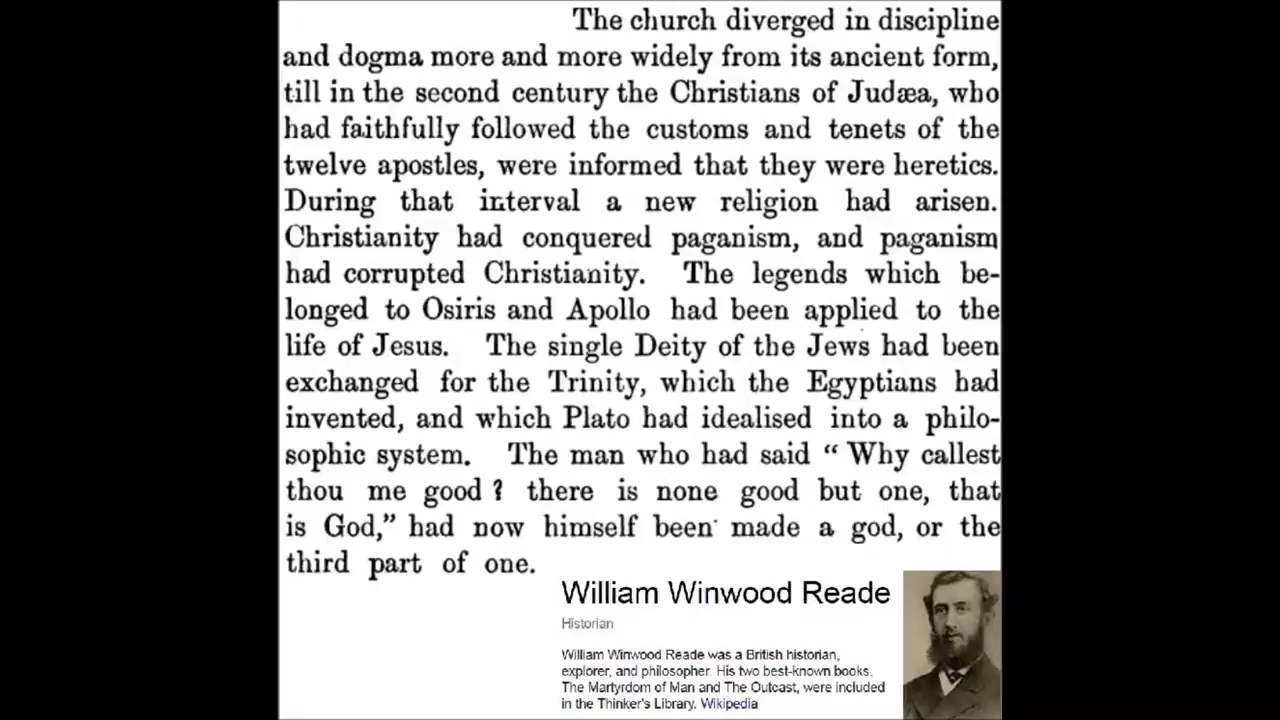 The church diverged in discipline
and dogma more and more widely from its ancient form,
till in the second century the Christians of Judæa, who
had faithfully followed the customs and tenets of the
twelve apostles, were informed that they were heretics.
During that interval a new religion had arisen.
Christianity had conquered paganism, and paganism
had corrupted Christianity. The legends which be-
longed to Osiris and Apollo had been applied to the
life of Jesus. The single Deity of the Jews had been
exchanged for the Trinity, which the Egyptians had
invented, and which Plato had idealised into a philo-
sophic system. The man who had said “ Why callest
thou me good ? there is none good but one, that
is God,” had now himself been made a god, or the
third part of one.
William Winwood Reade
Historian
William Winwood Reade was a British historian,
explorer, and philosopher. His two best-known books,
The Martyrdom of Man and The Outcast, were included
in the Thinker's Library. Wikipedia